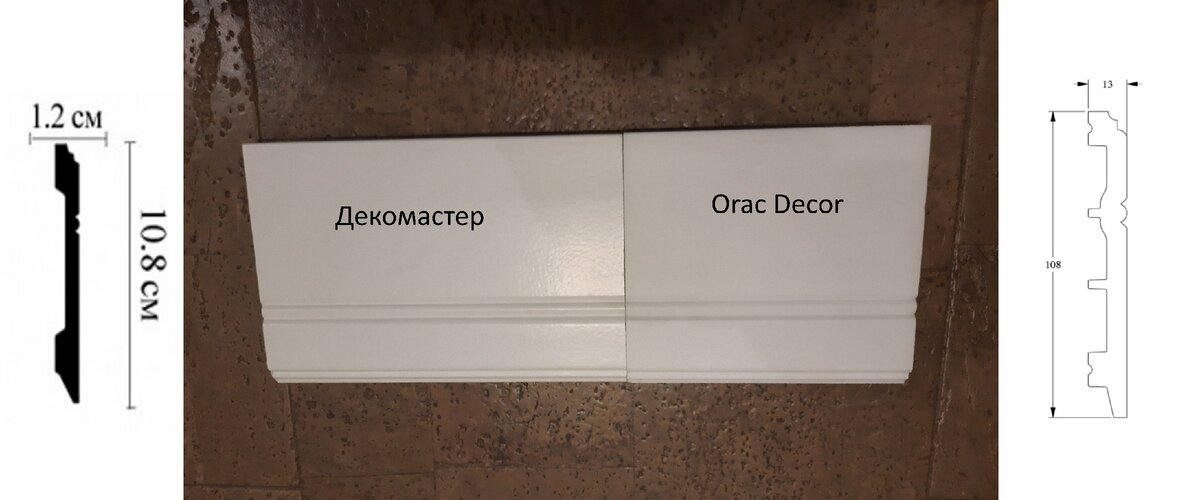 1.2 см
10.8 см
Декомастер
Orac Decor
13
108